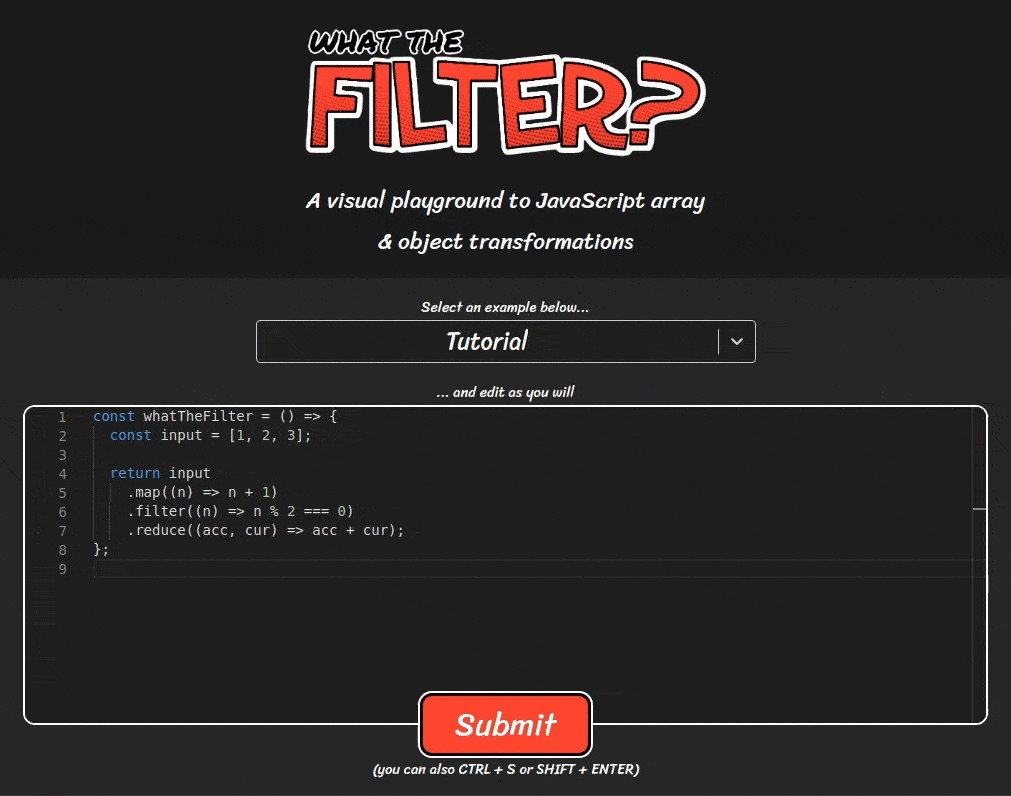 WHAT THE
FILTER?
A visual playground to JavaScript array
& object transformations
Select an example below...
Tutorial
... and edit as you will
1 const whatTheFilter = () => {
2   const input = [1, 2, 3];
3
4   return input
5     .map((n) => n + 1)
6     .filter((n) => n % 2 === 0)
7     .reduce((acc, cur) => acc + cur);
8 };
9
Submit
(you can also CTRL + S or SHIFT + ENTER)